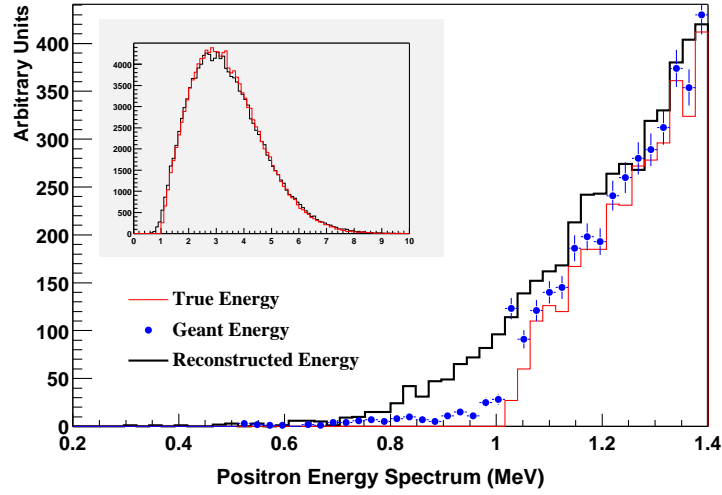 Arbitrary Units
400
350
300
250
200
150
100
50
0
4000
3500
3000
2500
2000
1500
1000
500
0
0 1 2 3 4 5 6 7 8 9 10
True Energy
Geant Energy
Reconstructed Energy
0.2 0.4 0.6 0.8 1 1.2 1.4
Positron Energy Spectrum (MeV)